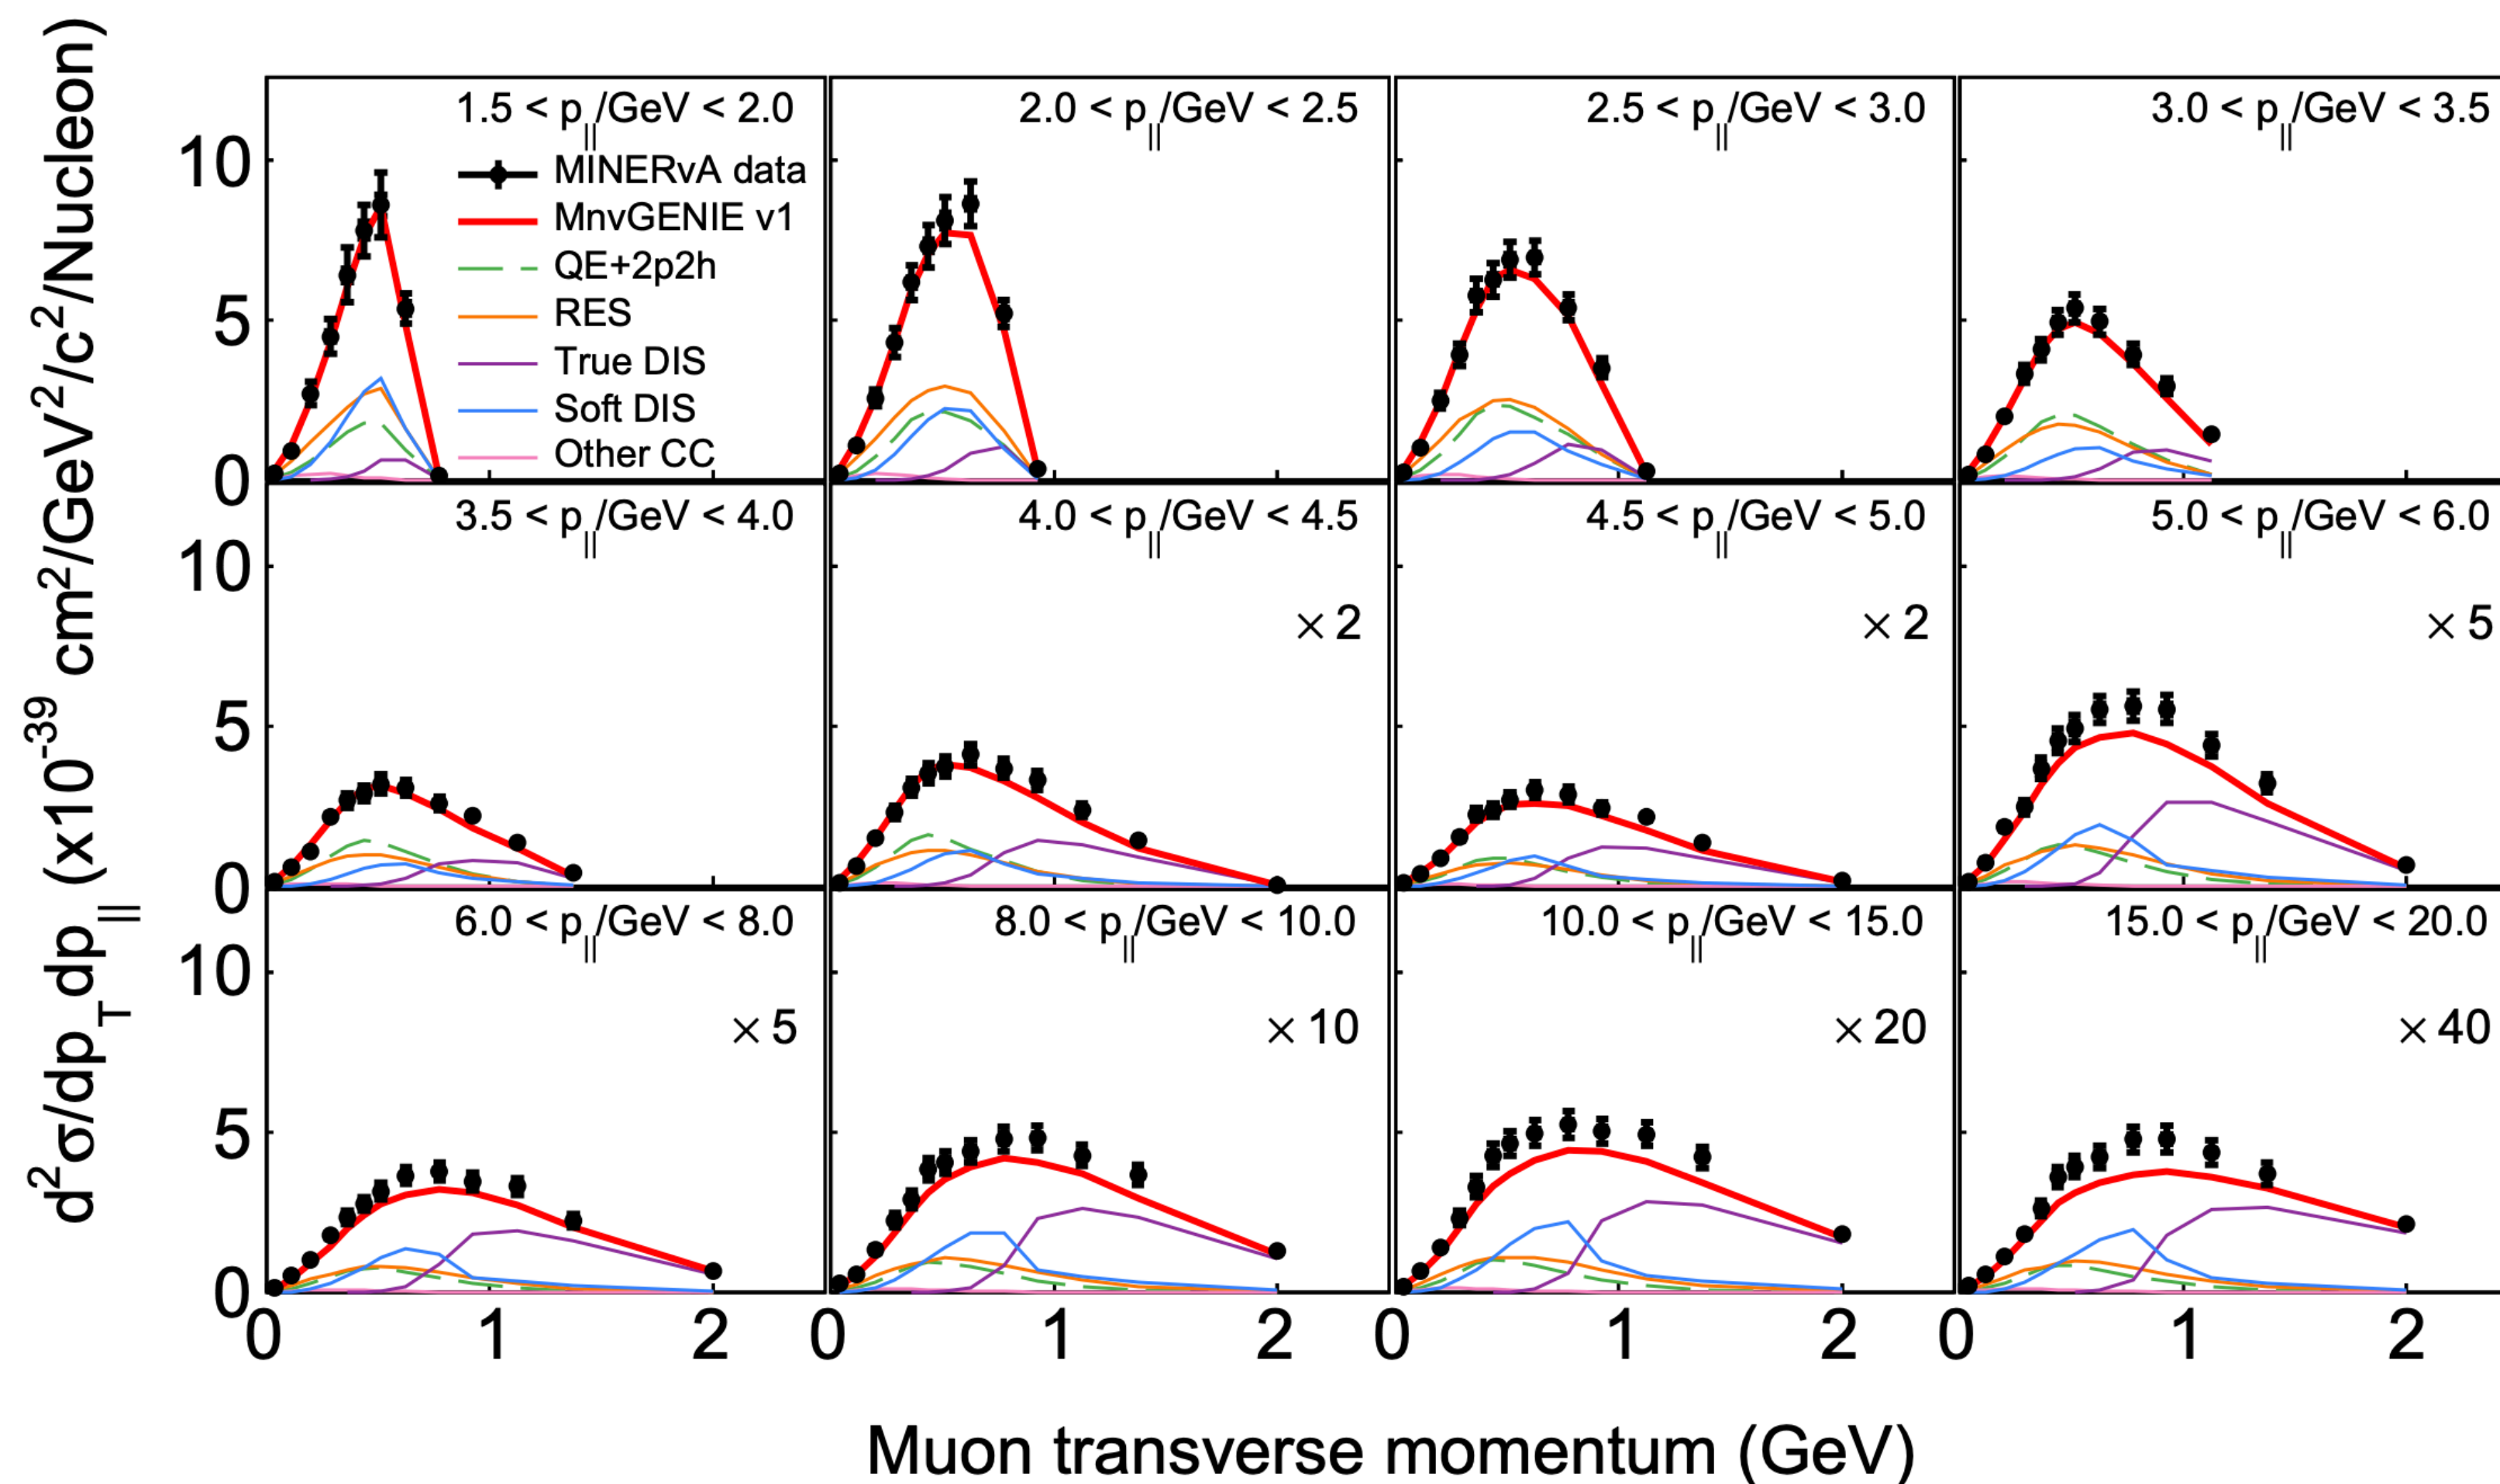 d²σ/dp_T dp_|| (x10⁻³⁹ cm²/GeV²/c²/Nucleon)
1.5 < p_||/GeV < 2.0
2.0 < p_||/GeV < 2.5
2.5 < p_||/GeV < 3.0
3.0 < p_||/GeV < 3.5
MINERvA data
MnvGENIE v1
QE+2p2h
RES
True DIS
Soft DIS
Other CC
10
5
0
3.5 < p_||/GeV < 4.0
4.0 < p_||/GeV < 4.5
4.5 < p_||/GeV < 5.0
5.0 < p_||/GeV < 6.0
× 2
× 2
× 5
10
5
0
6.0 < p_||/GeV < 8.0
8.0 < p_||/GeV < 10.0
10.0 < p_||/GeV < 15.0
15.0 < p_||/GeV < 20.0
× 5
× 10
× 20
× 40
10
5
0
0 1 2
0 1 2
0 1 2
0 1 2
Muon transverse momentum (GeV)